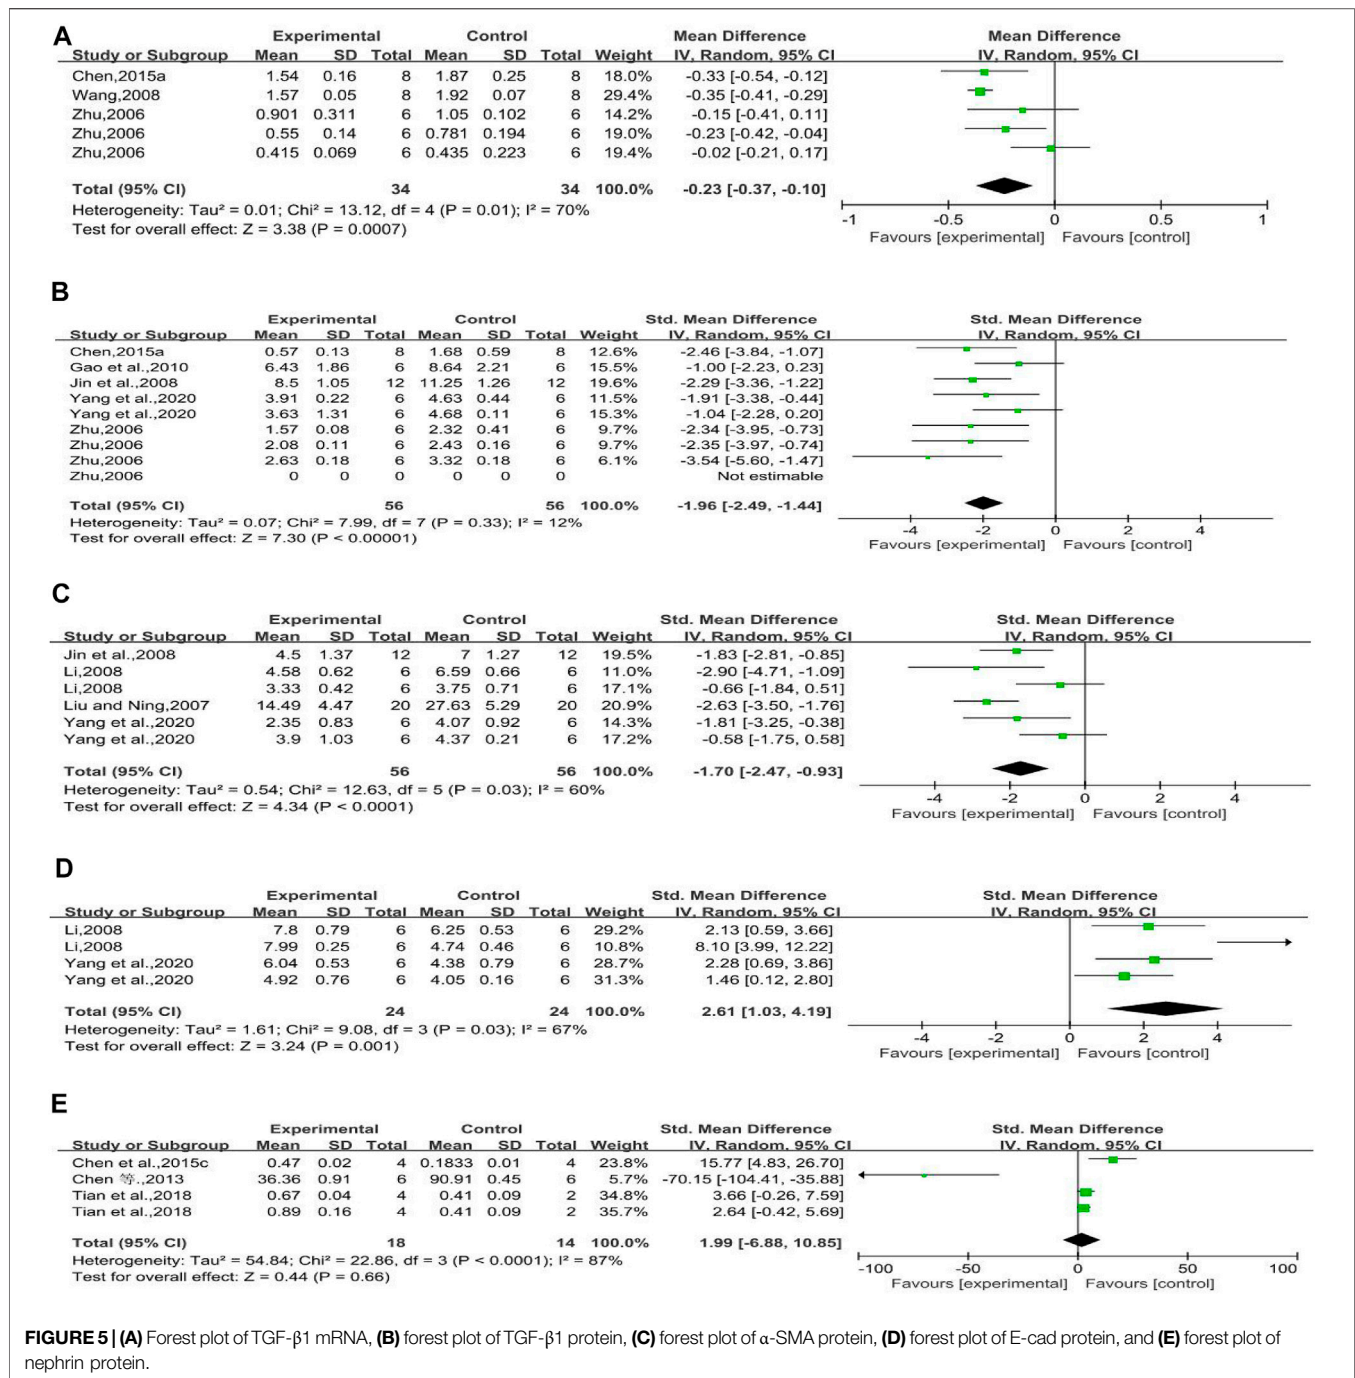 A
Experimental Control Mean Difference Mean Difference
Study or Subgroup Mean SD Total Mean SD Total Weight IV, Random, 95% CI IV, Random, 95% CI
Chen,2015a 1.54 0.16 8 1.87 0.25 8 18.0% -0.33 [-0.54, -0.12]
Wang,2008 1.57 0.05 8 1.92 0.07 8 29.4% -0.35 [-0.41, -0.29]
Zhu,2006 0.901 0.311 6 1.05 0.102 6 14.2% -0.15 [-0.41, 0.11]
Zhu,2006 0.55 0.14 6 0.781 0.194 6 19.0% -0.23 [-0.42, -0.04]
Zhu,2006 0.415 0.069 6 0.435 0.223 6 19.4% -0.02 [-0.21, 0.17]
Total (95% CI) 34 34 100.0% -0.23 [-0.37, -0.10]
Heterogeneity: Tau² = 0.01; Chi² = 13.12, df = 4 (P = 0.01); I² = 70%
Test for overall effect: Z = 3.38 (P = 0.0007)
-1 -0.5 0 0.5 1
Favours [experimental] Favours [control]
B
Experimental Control Std. Mean Difference Std. Mean Difference
Study or Subgroup Mean SD Total Mean SD Total Weight IV, Random, 95% CI IV, Random, 95% CI
Chen,2015a 0.57 0.13 8 1.68 0.59 8 12.6% -2.46 [-3.84, -1.07]
Gao et al.,2010 6.43 1.86 6 8.64 2.21 6 15.5% -1.00 [-2.23, 0.23]
Jin et al.,2008 8.5 1.05 12 11.25 1.26 12 19.6% -2.29 [-3.36, -1.22]
Yang et al.,2020 3.91 0.22 6 4.63 0.44 6 11.5% -1.91 [-3.38, -0.44]
Yang et al.,2020 3.63 1.31 6 4.68 0.11 6 15.3% -1.04 [-2.28, 0.20]
Zhu,2006 1.57 0.08 6 2.32 0.41 6 9.7% -2.34 [-3.95, -0.73]
Zhu,2006 2.08 0.11 6 2.43 0.16 6 9.7% -2.35 [-3.97, -0.74]
Zhu,2006 2.63 0.18 6 3.32 0.18 6 6.1% -3.54 [-5.60, -1.47]
Zhu,2006 0 0 0 0 0 0 Not estimable
Total (95% CI) 56 56 100.0% -1.96 [-2.49, -1.44]
Heterogeneity: Tau² = 0.07; Chi² = 7.99, df = 7 (P = 0.33); I² = 12%
Test for overall effect: Z = 7.30 (P < 0.00001)
-4 -2 0 2 4
Favours [experimental] Favours [control]
C
Experimental Control Std. Mean Difference Std. Mean Difference
Study or Subgroup Mean SD Total Mean SD Total Weight IV, Random, 95% CI IV, Random, 95% CI
Jin et al.,2008 4.5 1.37 12 7 1.27 12 19.5% -1.83 [-2.81, -0.85]
Li,2008 4.58 0.62 6 6.59 0.66 6 11.0% -2.90 [-4.71, -1.09]
Li,2008 3.33 0.42 6 3.75 0.71 6 17.1% -0.66 [-1.84, 0.51]
Liu and Ning,2007 14.49 4.47 20 27.63 5.29 20 20.9% -2.63 [-3.50, -1.76]
Yang et al.,2020 2.35 0.83 6 4.07 0.92 6 14.3% -1.81 [-3.25, -0.38]
Yang et al.,2020 3.9 1.03 6 4.37 0.21 6 17.2% -0.58 [-1.75, 0.58]
Total (95% CI) 56 56 100.0% -1.70 [-2.47, -0.93]
Heterogeneity: Tau² = 0.54; Chi² = 12.63, df = 5 (P = 0.03); I² = 60%
Test for overall effect: Z = 4.34 (P < 0.0001)
-4 -2 0 2 4
Favours [experimental] Favours [control]
D
Experimental Control Std. Mean Difference Std. Mean Difference
Study or Subgroup Mean SD Total Mean SD Total Weight IV, Random, 95% CI IV, Random, 95% CI
Li,2008 7.8 0.79 6 6.25 0.53 6 29.2% 2.13 [0.59, 3.66]
Li,2008 7.99 0.25 6 4.74 0.46 6 10.8% 8.10 [3.99, 12.22]
Yang et al.,2020 6.04 0.53 6 4.38 0.79 6 28.7% 2.28 [0.69, 3.86]
Yang et al.,2020 4.92 0.76 6 4.05 0.16 6 31.3% 1.46 [0.12, 2.80]
Total (95% CI) 24 24 100.0% 2.61 [1.03, 4.19]
Heterogeneity: Tau² = 1.61; Chi² = 9.08, df = 3 (P = 0.03); I² = 67%
Test for overall effect: Z = 3.24 (P = 0.001)
-4 -2 0 2 4
Favours [experimental] Favours [control]
E
Experimental Control Std. Mean Difference Std. Mean Difference
Study or Subgroup Mean SD Total Mean SD Total Weight IV, Random, 95% CI IV, Random, 95% CI
Chen et al.,2015c 0.47 0.02 4 0.1833 0.01 4 23.8% 15.77 [4.83, 26.70]
Chen 等.,2013 36.36 0.91 6 90.91 0.45 6 5.7% -70.15 [-104.41, -35.88]
Tian et al.,2018 0.67 0.04 4 0.41 0.09 2 34.8% 3.66 [-0.26, 7.59]
Tian et al.,2018 0.89 0.16 4 0.41 0.09 2 35.7% 2.64 [-0.42, 5.69]
Total (95% CI) 18 14 100.0% 1.99 [-6.88, 10.85]
Heterogeneity: Tau² = 54.84; Chi² = 22.86, df = 3 (P < 0.0001); I² = 87%
Test for overall effect: Z = 0.44 (P = 0.66)
-100 -50 0 50 100
Favours [experimental] Favours [control]
FIGURE 5 | (A) Forest plot of TGF-β1 mRNA, (B) forest plot of TGF-β1 protein, (C) forest plot of α-SMA protein, (D) forest plot of E-cad protein, and (E) forest plot of
nephrin protein.